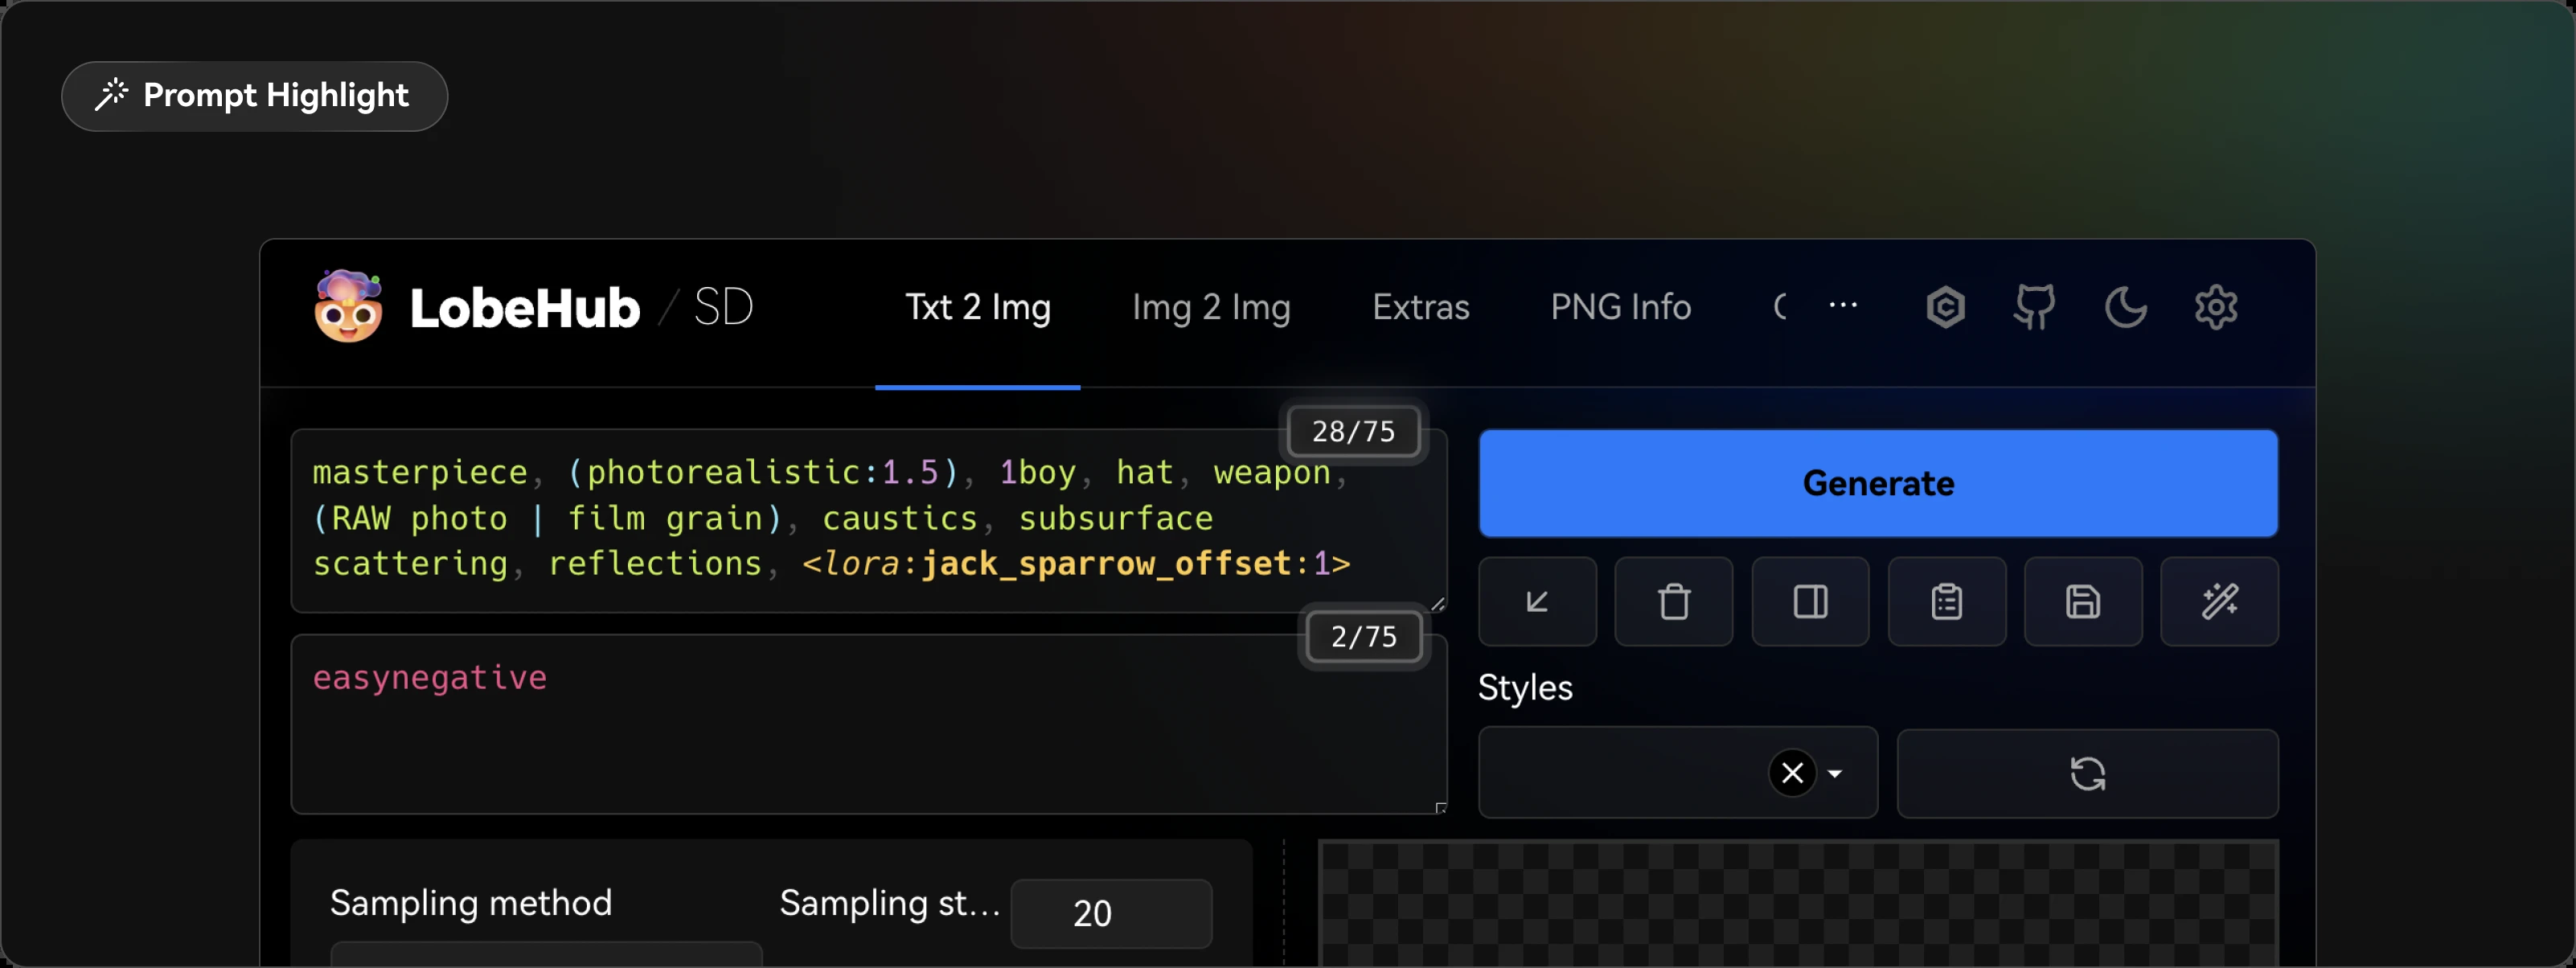 Prompt Highlight
LobeHub / SD
Txt 2 Img
Img 2 Img
Extras
PNG Info
...
28/75
masterpiece, (photorealistic:1.5), 1boy, hat, weapon,
(RAW photo | film grain), caustics, subsurface
scattering, reflections, <lora:jack_sparrow_offset:1>
Generate
2/75
easynegative
Styles
Sampling method
Sampling st...
20